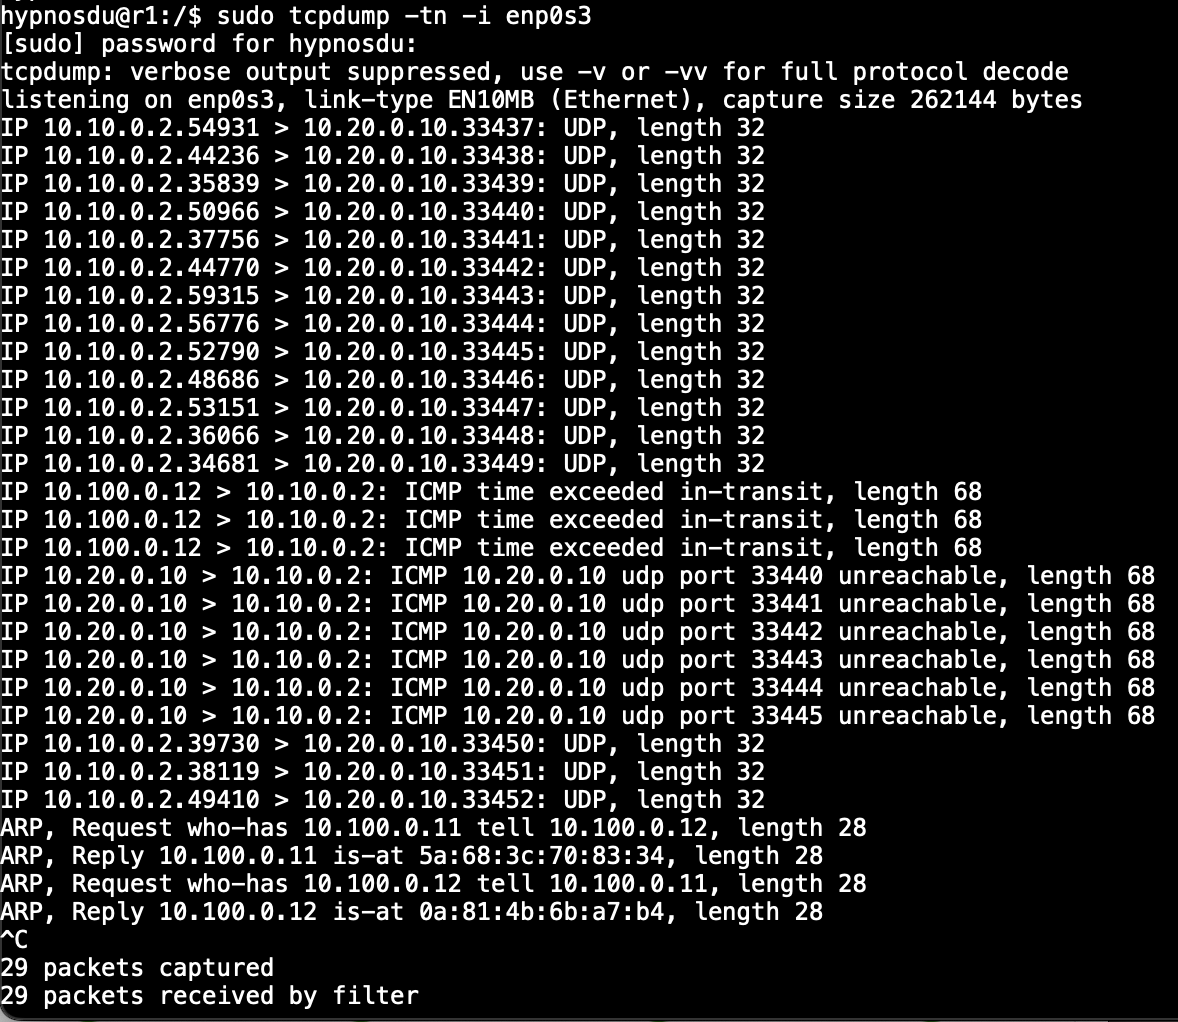 hypnosdu@r1:/$ sudo tcpdump -tn -i enp0s3
[sudo] password for hypnosdu:
tcpdump: verbose output suppressed, use -v or -vv for full protocol decode
listening on enp0s3, link-type EN10MB (Ethernet), capture size 262144 bytes
IP 10.10.0.2.54931 > 10.20.0.10.33437: UDP, length 32
IP 10.10.0.2.44236 > 10.20.0.10.33438: UDP, length 32
IP 10.10.0.2.35839 > 10.20.0.10.33439: UDP, length 32
IP 10.10.0.2.50966 > 10.20.0.10.33440: UDP, length 32
IP 10.10.0.2.37756 > 10.20.0.10.33441: UDP, length 32
IP 10.10.0.2.44770 > 10.20.0.10.33442: UDP, length 32
IP 10.10.0.2.59315 > 10.20.0.10.33443: UDP, length 32
IP 10.10.0.2.56776 > 10.20.0.10.33444: UDP, length 32
IP 10.10.0.2.52790 > 10.20.0.10.33445: UDP, length 32
IP 10.10.0.2.48686 > 10.20.0.10.33446: UDP, length 32
IP 10.10.0.2.53151 > 10.20.0.10.33447: UDP, length 32
IP 10.10.0.2.36066 > 10.20.0.10.33448: UDP, length 32
IP 10.10.0.2.34681 > 10.20.0.10.33449: UDP, length 32
IP 10.100.0.12 > 10.10.0.2: ICMP time exceeded in-transit, length 68
IP 10.100.0.12 > 10.10.0.2: ICMP time exceeded in-transit, length 68
IP 10.100.0.12 > 10.10.0.2: ICMP time exceeded in-transit, length 68
IP 10.20.0.10 > 10.10.0.2: ICMP 10.20.0.10 udp port 33440 unreachable, length 68
IP 10.20.0.10 > 10.10.0.2: ICMP 10.20.0.10 udp port 33441 unreachable, length 68
IP 10.20.0.10 > 10.10.0.2: ICMP 10.20.0.10 udp port 33442 unreachable, length 68
IP 10.20.0.10 > 10.10.0.2: ICMP 10.20.0.10 udp port 33443 unreachable, length 68
IP 10.20.0.10 > 10.10.0.2: ICMP 10.20.0.10 udp port 33444 unreachable, length 68
IP 10.20.0.10 > 10.10.0.2: ICMP 10.20.0.10 udp port 33445 unreachable, length 68
IP 10.10.0.2.39730 > 10.20.0.10.33450: UDP, length 32
IP 10.10.0.2.38119 > 10.20.0.10.33451: UDP, length 32
IP 10.10.0.2.49410 > 10.20.0.10.33452: UDP, length 32
ARP, Request who-has 10.100.0.11 tell 10.100.0.12, length 28
ARP, Reply 10.100.0.11 is-at 5a:68:3c:70:83:34, length 28
ARP, Request who-has 10.100.0.12 tell 10.100.0.11, length 28
ARP, Reply 10.100.0.12 is-at 0a:81:4b:6b:a7:b4, length 28
^C
29 packets captured
29 packets received by filter